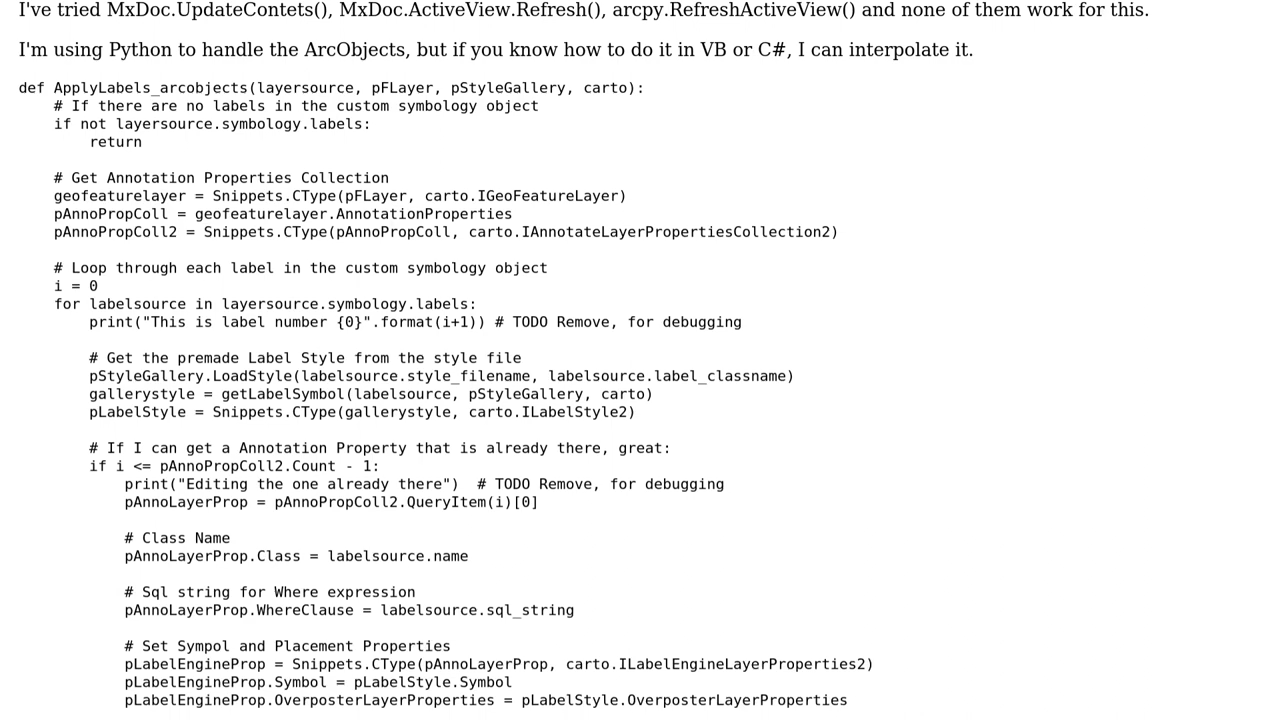 I've tried MxDoc.UpdateContets(), MxDoc.ActiveView.Refresh(), arcpy.RefreshActiveView() and none of them work for this.
I'm using Python to handle the ArcObjects, but if you know how to do it in VB or C#, I can interpolate it.
def ApplyLabels_arcobjects(layersource, pFLayer, pStyleGallery, carto):
    # If there are no labels in the custom symbology object
    if not layersource.symbology.labels:
        return
    # Get Annotation Properties Collection
    geofeaturelayer = Snippets.CType(pFLayer, carto.IGeoFeatureLayer)
    pAnnoPropColl = geofeaturelayer.AnnotationProperties
    pAnnoPropColl2 = Snippets.CType(pAnnoPropColl, carto.IAnnotateLayerPropertiesCollection2)
    # Loop through each label in the custom symbology object
    i = 0
    for labelsource in layersource.symbology.labels:
        print("This is label number {0}".format(i+1)) # TODO Remove, for debugging
        # Get the premade Label Style from the style file
        pStyleGallery.LoadStyle(labelsource.style_filename, labelsource.label_classname)
        gallerystyle = getLabelSymbol(labelsource, pStyleGallery, carto)
        pLabelStyle = Snippets.CType(gallerystyle, carto.ILabelStyle2)
        # If I can get a Annotation Property that is already there, great:
        if i <= pAnnoPropColl2.Count - 1:
            print("Editing the one already there")  # TODO Remove, for debugging
            pAnnoLayerProp = pAnnoPropColl2.QueryItem(i)[0]
            # Class Name
            pAnnoLayerProp.Class = labelsource.name
            # Sql string for Where expression
            pAnnoLayerProp.WhereClause = labelsource.sql_string
            # Set Sympol and Placement Properties
            pLabelEngineProp = Snippets.CType(pAnnoLayerProp, carto.ILabelEngineLayerProperties2)
            pLabelEngineProp.Symbol = pLabelStyle.Symbol
            pLabelEngineProp.OverposterLayerProperties = pLabelStyle.OverposterLayerProperties